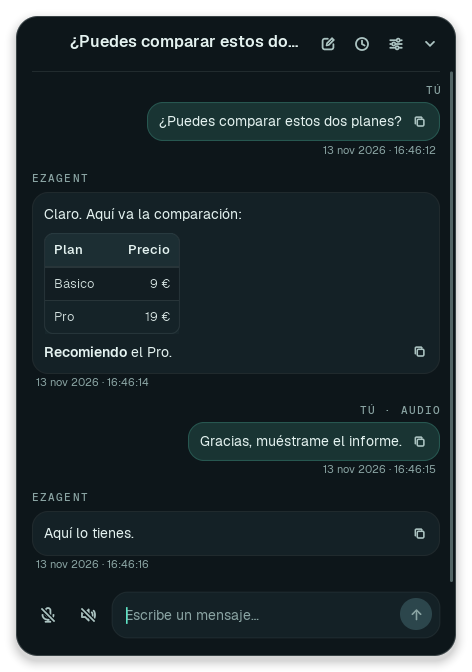 ¿Puedes comparar estos do...
TÚ
¿Puedes comparar estos dos planes?
13 nov 2026 · 16:46:12
EZAGENT
Claro. Aquí va la comparación:
Plan Precio
Básico 9 €
Pro 19 €
Recomiendo el Pro.
13 nov 2026 · 16:46:14
TÚ · AUDIO
Gracias, muéstrame el informe.
13 nov 2026 · 16:46:15
EZAGENT
Aquí lo tienes.
13 nov 2026 · 16:46:16
Escribe un mensaje...